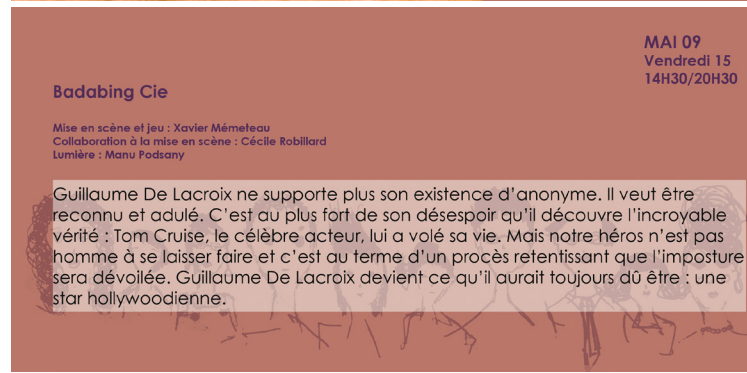 MAI 09
Vendredi 15
14H30/20H30
Badabing Cie
Mise en scène et jeu : Xavier Mémeteau
Collaboration à la mise en scène : Cécile Robillard
Lumière : Manu Podsany
Guillaume De Lacroix ne supporte plus son existence d'anonyme. Il veut être
reconnu et adulé. C'est au plus fort de son désespoir qu'il découvre l'incroyable
vérité : Tom Cruise, le célèbre acteur, lui a volé sa vie. Mais notre héros n'est pas
homme à se laisser faire et c'est au terme d'un procès retentissant que l'imposture
sera dévoilée. Guillaume De Lacroix devient ce qu'il aurait toujours dû être : une
star hollywoodienne.